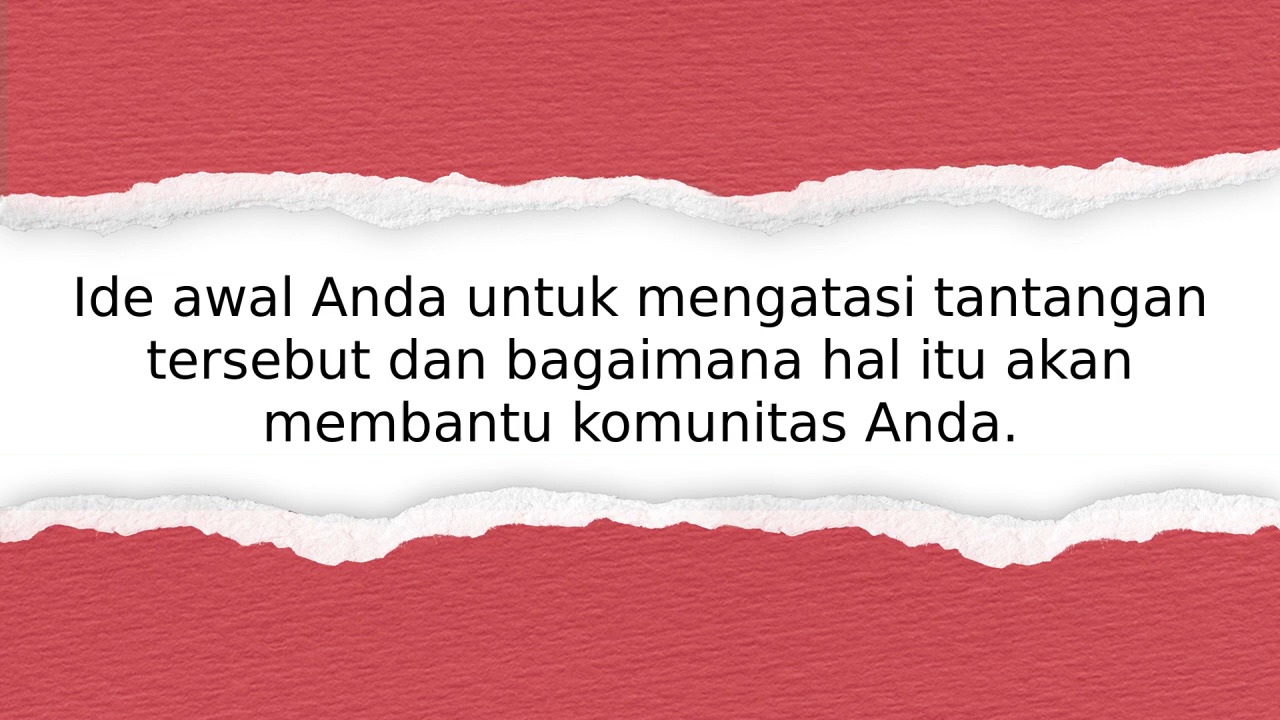 Ide awal Anda untuk mengatasi tantangan
tersebut dan bagaimana hal itu akan
membantu komunitas Anda.